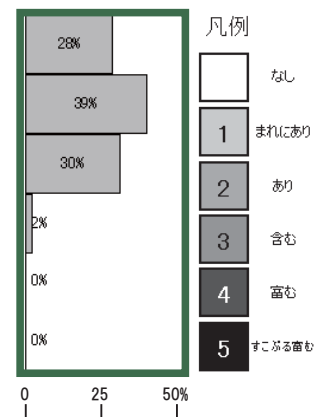 凡例
28%
なし
39%
1 まれにあり
30%
2 あり
2%
3 含む
0%
4 富む
0%
5 すこぶる富む
0 25 50%